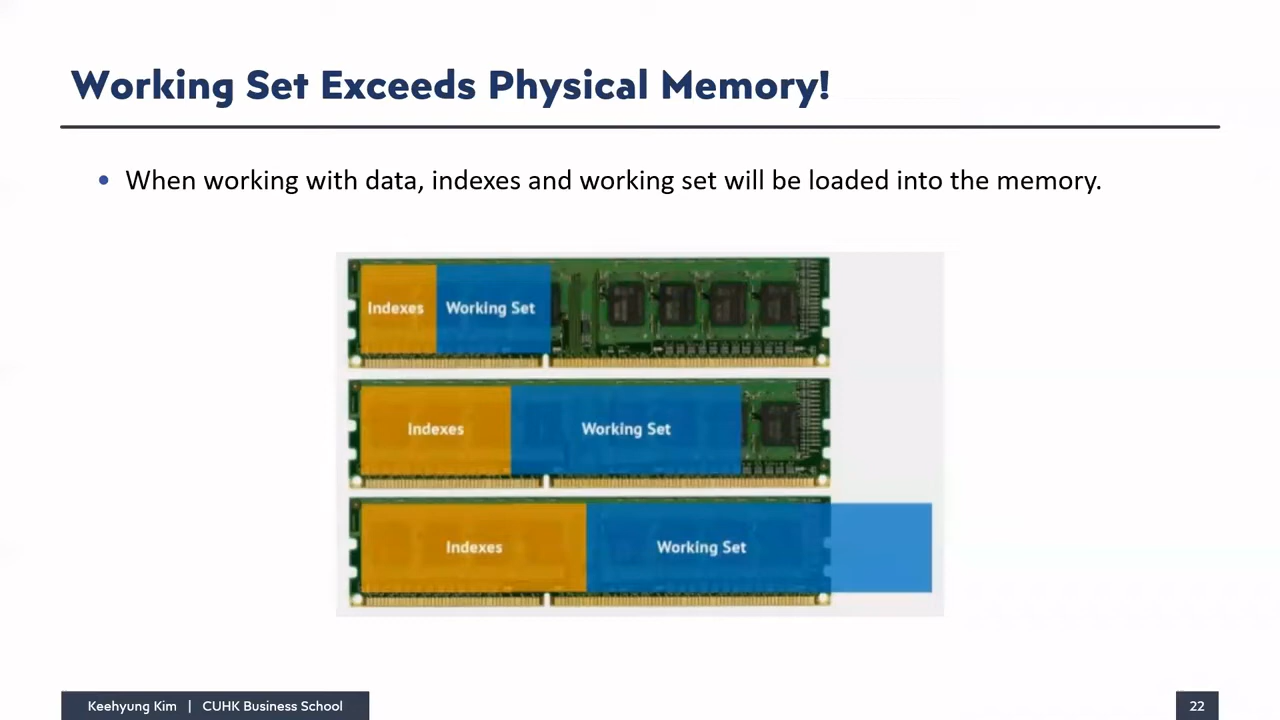 Working Set Exceeds Physical Memory!
• When working with data, indexes and working set will be loaded into the memory.
Indexes Working Set
Indexes Working Set
Indexes Working Set
Keehyung Kim | CUHK Business School
22